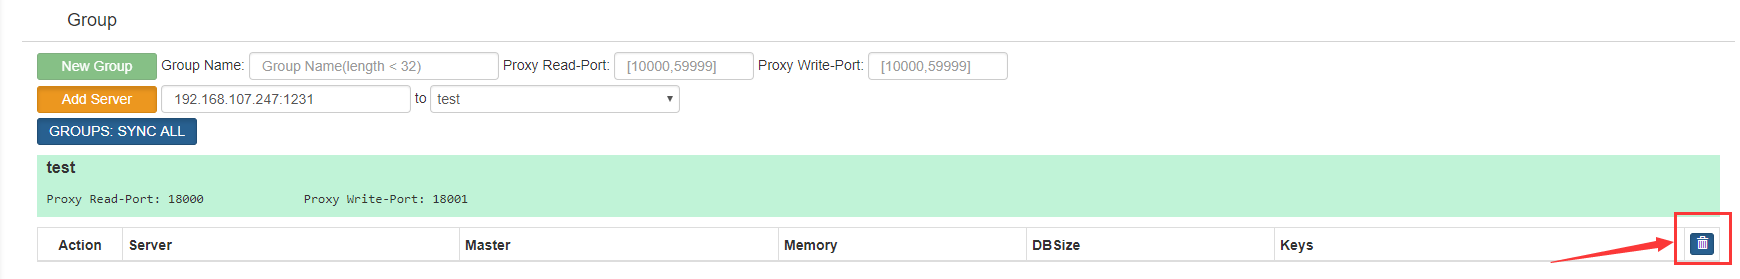 Group
New Group Group Name: Group Name(length < 32) Proxy Read-Port: [10000,59999] Proxy Write-Port: [10000,59999]
Add Server 192.168.107.247:1231 to test
GROUPS: SYNC ALL
test
Proxy Read-Port: 18000 Proxy Write-Port: 18001
Action Server Master Memory DBSize Keys